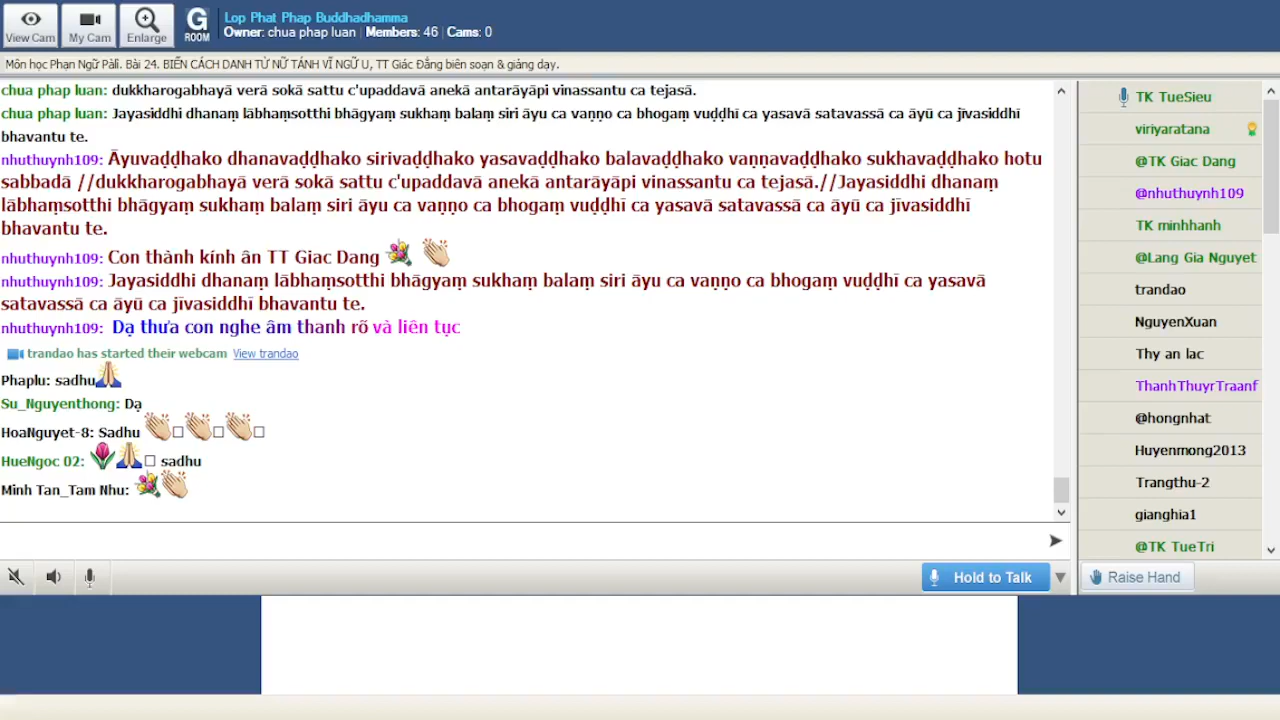 View Cam
My Cam
Enlarge
G
ROOM
Lop Phat Phap Buddhadhamma
Owner: chua phap luan | Members: 46 | Cams: 0
Môn học Phạn Ngữ Pāli. Bài 24. BIẾN CÁCH DANH TỪ NỮ TÁNH VĨ NGỮ U, TT Giác Đẳng biên soạn & giảng dạy.
chua phap luan: dukkharogabhayā verā sokā sattu c'upaddavā anekā antarāyāpi vinassantu ca tejasā.
chua phap luan: Jayasiddhi dhanaṃ lābhaṃsotthi bhāgyaṃ sukhaṃ balaṃ siri āyu ca vaṇṇo ca bhogaṃ vuḍḍhī ca yasavā satavassā ca āyū ca jīvasiddhī
bhavantu te.
nhuthuynh109: Āyuvaḍḍhako dhanavaḍḍhako sirivaḍḍhako yasavaḍḍhako balavaḍḍhako vaṇṇavaḍḍhako sukhavaḍḍhako hotu
sabbadā //dukkharogabhayā verā sokā sattu c'upaddavā anekā antarāyāpi vinassantu ca tejasā.//Jayasiddhi dhanaṃ
lābhaṃsotthi bhāgyaṃ sukhaṃ balaṃ siri āyu ca vaṇṇo ca bhogaṃ vuḍḍhī ca yasavā satavassā ca āyū ca jīvasiddhī
bhavantu te.
nhuthuynh109: Con thành kính ân TT Giac Dang 💐 👏
nhuthuynh109: Jayasiddhi dhanaṃ lābhaṃsotthi bhāgyaṃ sukhaṃ balaṃ siri āyu ca vaṇṇo ca bhogaṃ vuḍḍhī ca yasavā
satavassā ca āyū ca jīvasiddhī bhavantu te.
nhuthuynh109: Dạ thưa con nghe âm thanh rõ và liên tục
trandao has started their webcam View trandao
Phaplu: sadhu🙏
Su_Nguyenthong: Dạ
HoaNguyet-8: Sadhu 👏👏👏
HueNgoc 02: 🌷🙏 sadhu
Minh Tan_Tam Nhu: 💐👏
Hold to Talk
TK TueSieu
viriyaratana
@TK Giac Dang
@nhuthuynh109
TK minhhanh
@Lang Gia Nguyet
trandao
NguyenXuan
Thy an lac
ThanhThuyrTraanf
@hongnhat
Huyenmong2013
Trangthu-2
gianghia1
@TK TueTri
Raise Hand